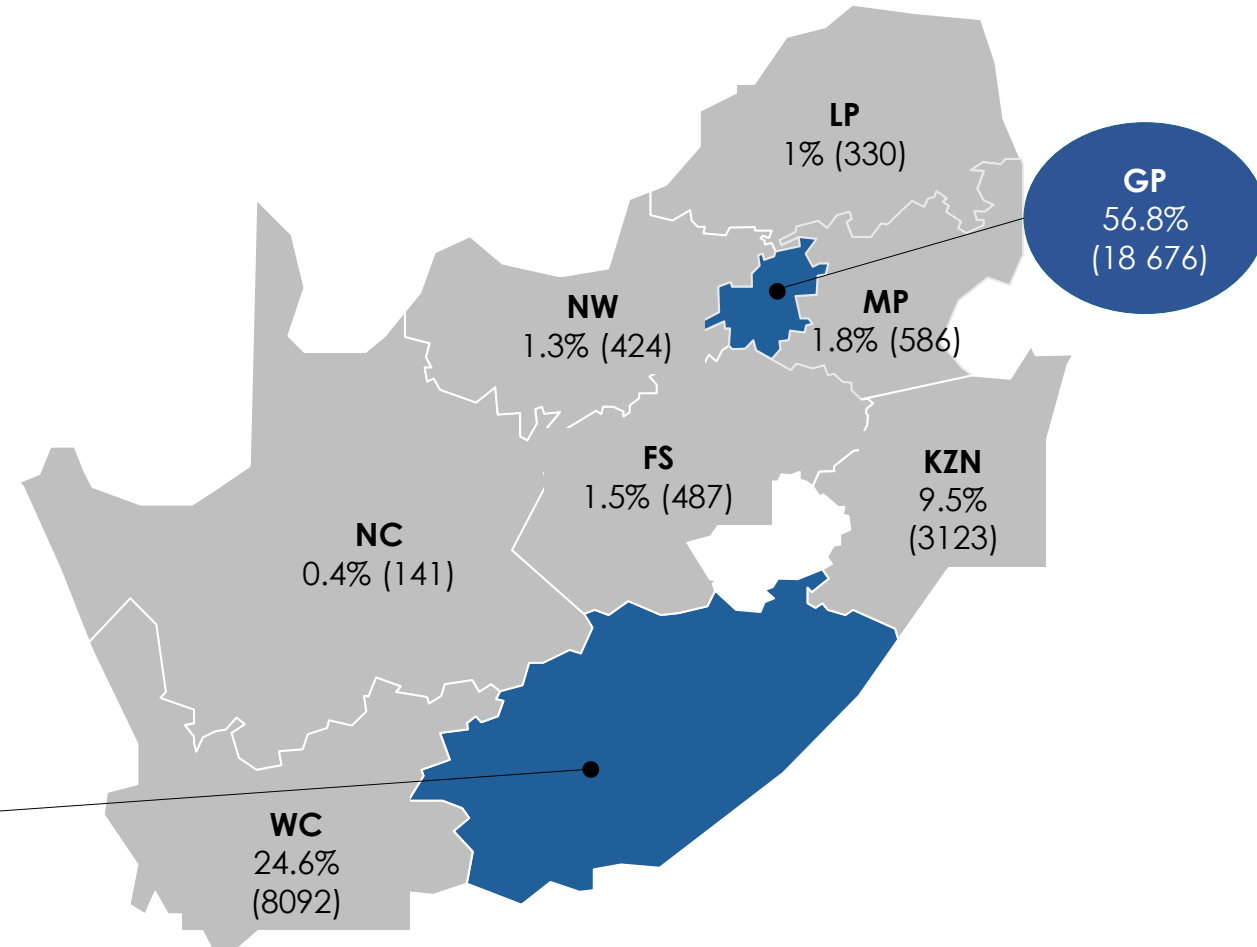 LP
1% (330)
GP
56.8%
(18 676)
NW
1.3% (424)
MP
1.8% (586)
FS
1.5% (487)
KZN
9.5%
(3123)
NC
0.4% (141)
WC
24.6%
(8092)